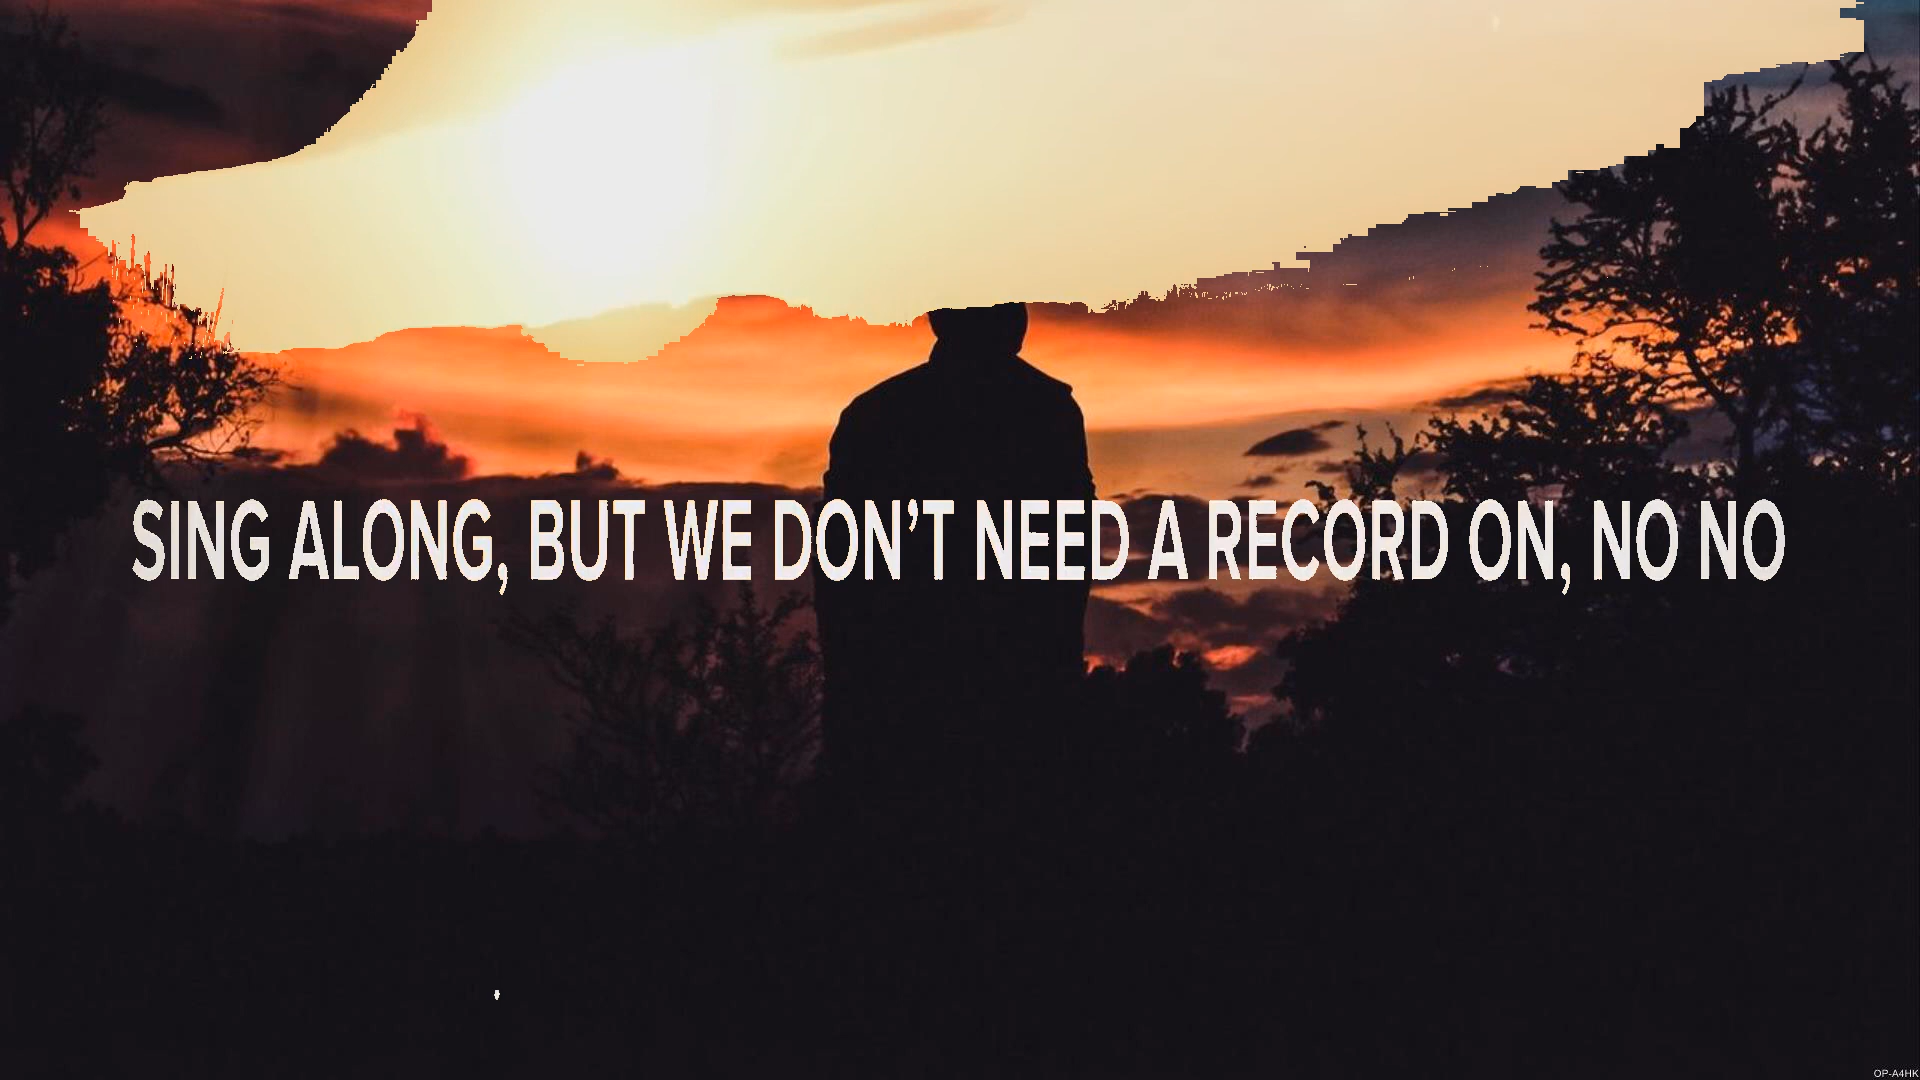 SING ALONG, BUT WE DON’T NEED A RECORD ON, NO NO
OP-A4HK